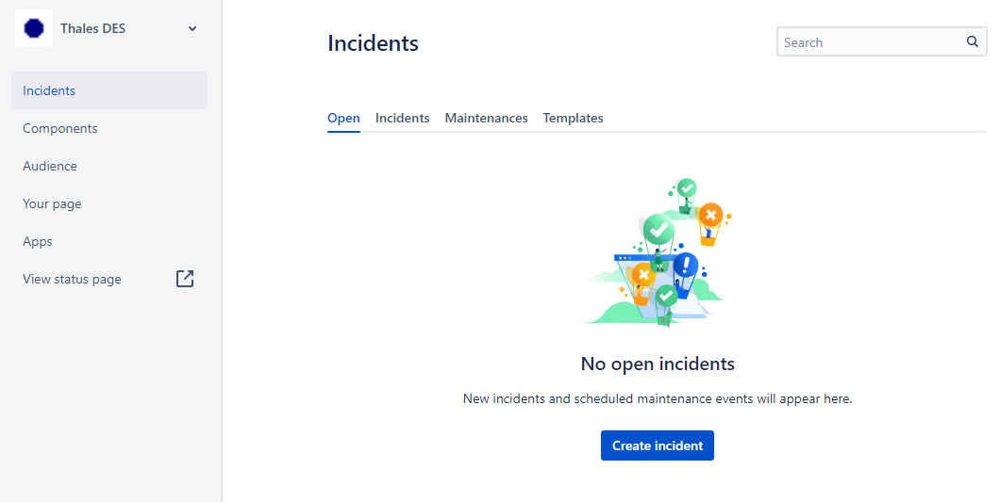 Thales DES
Incidents
Components
Audience
Your page
Apps
View status page
Incidents
Search
Open Incidents Maintenances Templates
No open incidents
New incidents and scheduled maintenance events will appear here.
Create incident